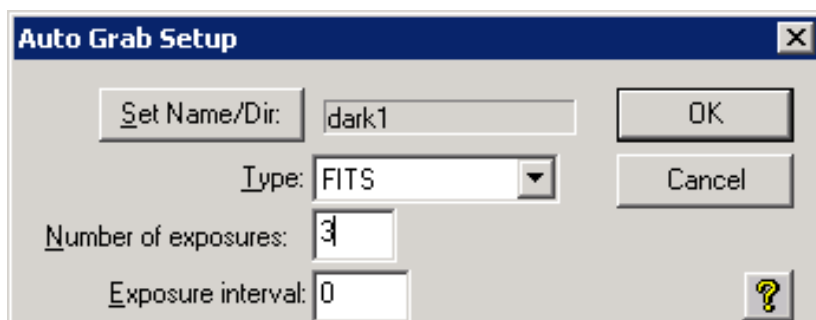 Auto Grab Setup
Set Name/Dir: dark1 OK
Type: FITS Cancel
Number of exposures: 3
Exposure interval: 0 ?